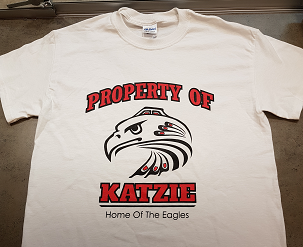 PROPERTY OF
KATZIE
Home Of The Eagles